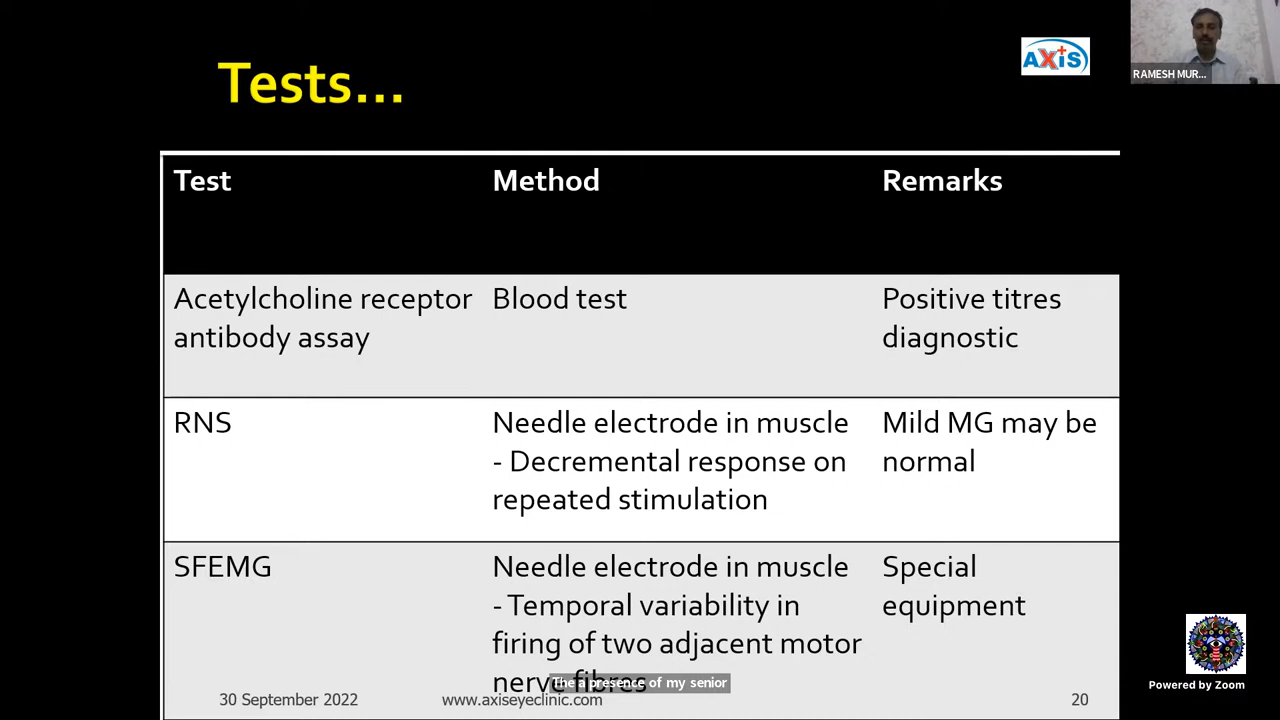 Tests...
AXiS
RAMESH MUR...
Test Method Remarks
Acetylcholine receptor antibody assay
Blood test
Positive titres
diagnostic
RNS
Needle electrode in muscle
- Decremental response on
repeated stimulation
Mild MG may be
normal
SFEMG
Needle electrode in muscle
- Temporal variability in
firing of two adjacent motor
nerve fibres
Special
equipment
The a presence of my senior
30 September 2022
www.axiseyeclinic.com
20
Powered by Zoom